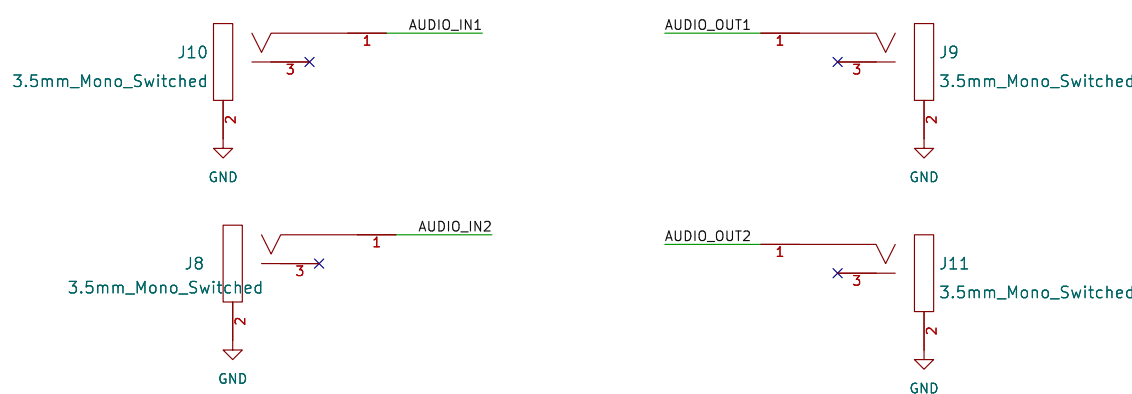 AUDIO_IN1
1
J10
3
3.5mm_Mono_Switched
2
GND
AUDIO_OUT1
1
J9
3
3.5mm_Mono_Switched
2
GND
AUDIO_IN2
1
J8
3
3.5mm_Mono_Switched
2
GND
AUDIO_OUT2
1
J11
3
3.5mm_Mono_Switched
2
GND